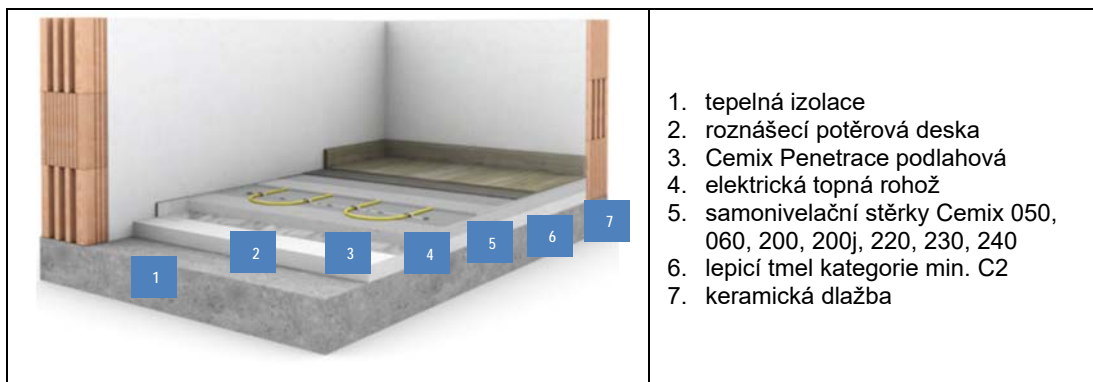 1
2
3
4
5
6
7
1. tepelná izolace
2. roznášecí potěrová deska
3. Cemix Penetrace podlahová
4. elektrická topná rohož
5. samonivelační stěrky Cemix 050,
060, 200, 200j, 220, 230, 240
6. lepicí tmel kategorie min. C2
7. keramická dlažba